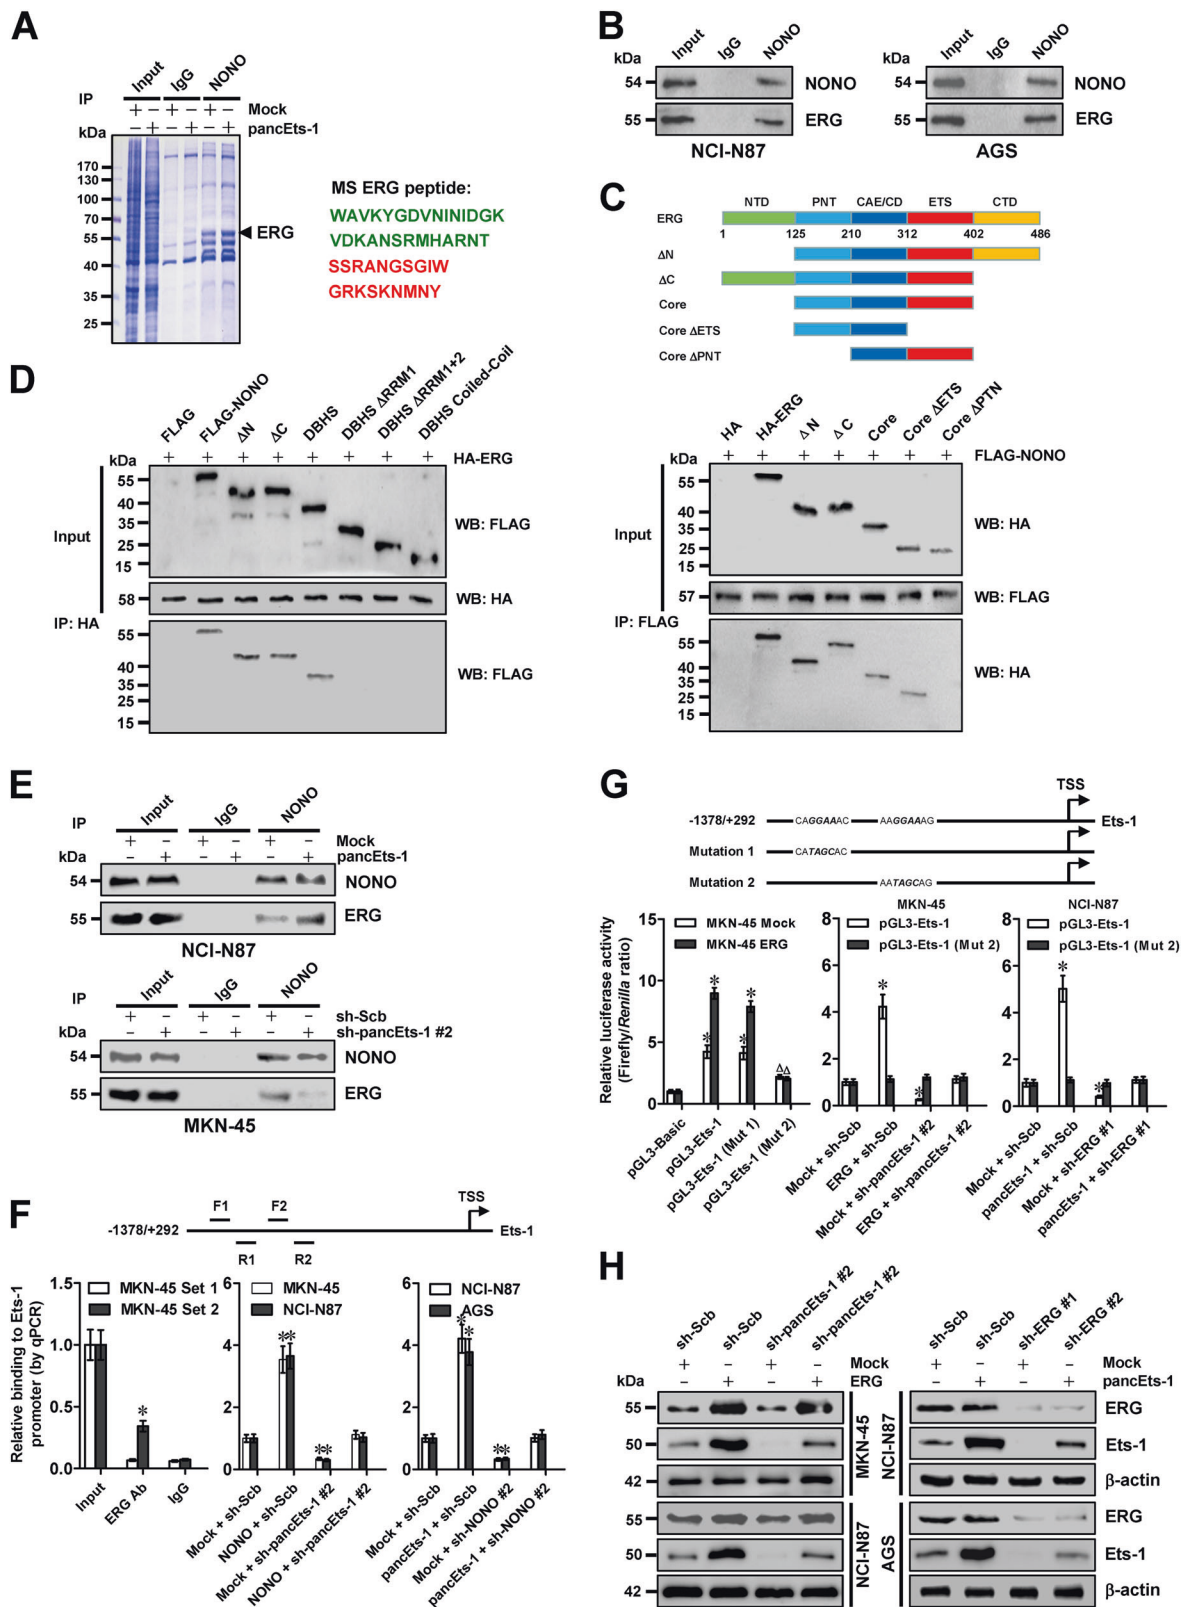 A
IP
Input
IgG
NONO
+ − + − + − Mock
− + − + − + pancEts-1
kDa
170
130
100
70
55
40
35
25
ERG
MS ERG peptide:
WAVKYGDVNINIDGK
VDKANSRMHARNT
SSRANGSGIW
GRKSKNMNY
B
kDa
Input
IgG
NONO
54
NONO
55
ERG
NCI-N87
kDa
Input
IgG
NONO
54
NONO
55
ERG
AGS
C
NTD PNT CAE/CD ETS CTD
ERG
1 125 210 312 402 486
ΔN
ΔC
Core
Core ΔETS
Core ΔPNT
D
FLAG
FLAG-NONO
ΔN
ΔC
DBHS
DBHS ΔRRM1
DBHS ΔRRM1+2
DBHS Coiled-Coil
kDa
+ + + + + + + + HA-ERG
Input
55
40
35
25
15
WB: FLAG
58
WB: HA
IP: HA
55
40
35
25
15
WB: FLAG
HA
HA-ERG
ΔN
ΔC
Core
Core ΔETS
Core ΔPTN
kDa
+ + + + + + + FLAG-NONO
Input
55
40
35
25
15
WB: HA
57
WB: FLAG
IP: FLAG
55
40
35
25
15
WB: HA
E
IP
Input
IgG
NONO
+ − + − + − Mock
kDa − + − + − + pancEts-1
54
NONO
55
ERG
NCI-N87
IP
Input
IgG
NONO
+ − + − + − sh-Scb
kDa − + − + − + sh-pancEts-1 #2
54
NONO
55
ERG
MKN-45
F
-1378/+292
F1
F2
R1
R2
TSS
Ets-1
Relative binding to Ets-1
promoter (by qPCR)
1.5
1.0
0.5
0.0
MKN-45 Set 1
MKN-45 Set 2
*
Input
ERG Ab
IgG
6
4
2
0
MKN-45
NCI-N87
**
**
Mock + sh-Scb
NONO + sh-Scb
Mock + sh-pancEts-1 #2
NONO + sh-pancEts-1 #2
6
4
2
0
NCI-N87
AGS
* *
**
Mock + sh-Scb
pancEts-1 + sh-Scb
Mock + sh-NONO #2
pancEts-1 + sh-NONO #2
G
TSS
-1378/+292
CAGGAAAC
AAGGAAAG
Ets-1
Mutation 1
CATAGCAC
Mutation 2
AATAGCAG
Relative luciferase activity
(Firefly/Renilla ratio)
15
10
5
0
MKN-45 Mock
MKN-45 ERG
* *
* *
ΔΔ
pGL3-Basic
pGL3-Ets-1
pGL3-Ets-1 (Mut 1)
pGL3-Ets-1 (Mut 2)
MKN-45
8
6
4
2
0
pGL3-Ets-1
pGL3-Ets-1 (Mut 2)
*
*
Mock + sh-Scb
ERG + sh-Scb
Mock + sh-pancEts-1 #2
ERG + sh-pancEts-1 #2
NCI-N87
8
6
4
2
0
pGL3-Ets-1
pGL3-Ets-1 (Mut 2)
*
*
Mock + sh-Scb
pancEts-1 + sh-Scb
Mock + sh-ERG #1
pancEts-1 + sh-ERG #1
H
sh-Scb
sh-Scb
sh-pancEts-1 #2
sh-pancEts-1 #2
+ − + − Mock
kDa − + − + ERG
55
50
42
MKN-45
55
50
42
NCI-N87
sh-Scb
sh-Scb
sh-ERG #1
sh-ERG #2
+ − + − Mock
− + − + pancEts-1
NCI-N87
ERG
Ets-1
β-actin
AGS
ERG
Ets-1
β-actin